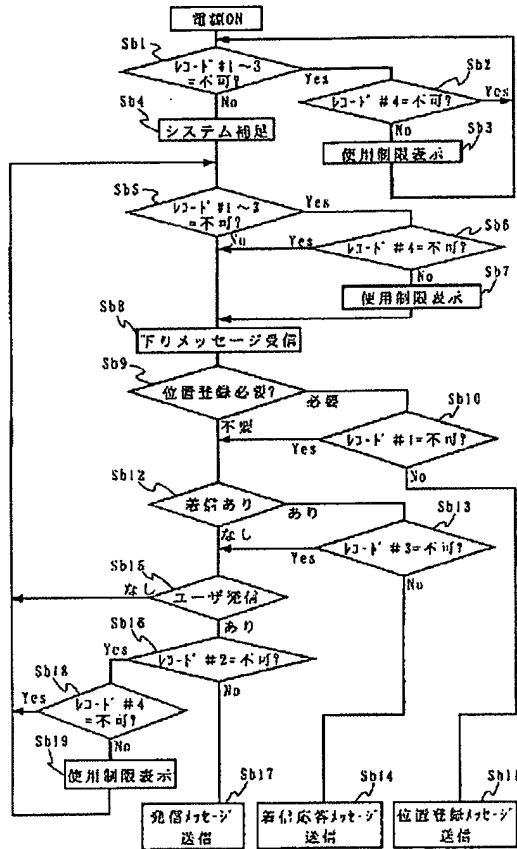 電源ON
Sb1
ﾚｺｰﾄﾞ #1～3
=不可?
Yes
No
Sb2
ﾚｺｰﾄﾞ #4=不可?
Yes
No
Sb3
使用制限表示
Sb4
システム補足
Sb5
ﾚｺｰﾄﾞ #1～3
=不可?
Yes
No
Sb6
ﾚｺｰﾄﾞ #4=不可?
Yes
No
Sb7
使用制限表示
Sb8
下りメッセージ受信
Sb9
位置登録必要?
必要
不要
Sb10
ﾚｺｰﾄﾞ #1=不可?
Yes
No
Sb12
着信あり
あり
なし
Sb13
ﾚｺｰﾄﾞ #3=不可?
Yes
No
Sb15
ユーザ発信
なし
あり
Sb16
ﾚｺｰﾄﾞ #2=不可?
Yes
No
Sb18
ﾚｺｰﾄﾞ #4
=不可?
Yes
No
Sb19
使用制限表示
Sb17
発信ﾒｯｾｰｼﾞ
送信
Sb14
着信応答ﾒｯｾｰｼﾞ
送信
Sb11
位置登録ﾒｯｾｰｼﾞ
送信